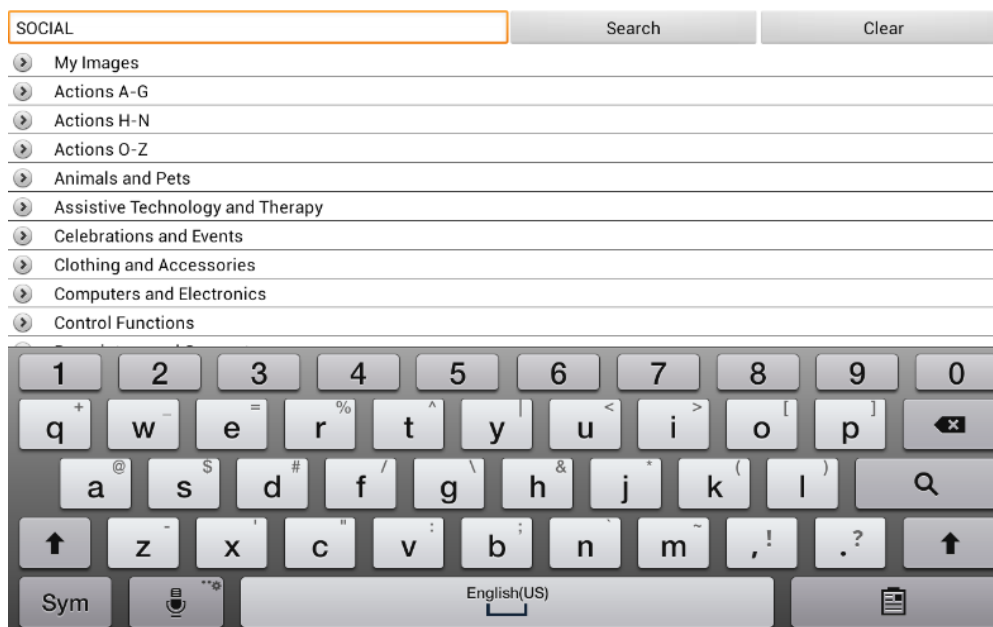 SOCIAL Search Clear
My Images
Actions A-G
Actions H-N
Actions O-Z
Animals and Pets
Assistive Technology and Therapy
Celebrations and Events
Clothing and Accessories
Computers and Electronics
Control Functions
1 2 3 4 5 6 7 8 9 0
+ _ = % ^ | < > [ ]
q w e r t y u i o p
@ $ # / \ & * ( )
a s d f g h j k l
- ' " : ; ` ~
z x c v b n m , ! . ?
Sym English(US)